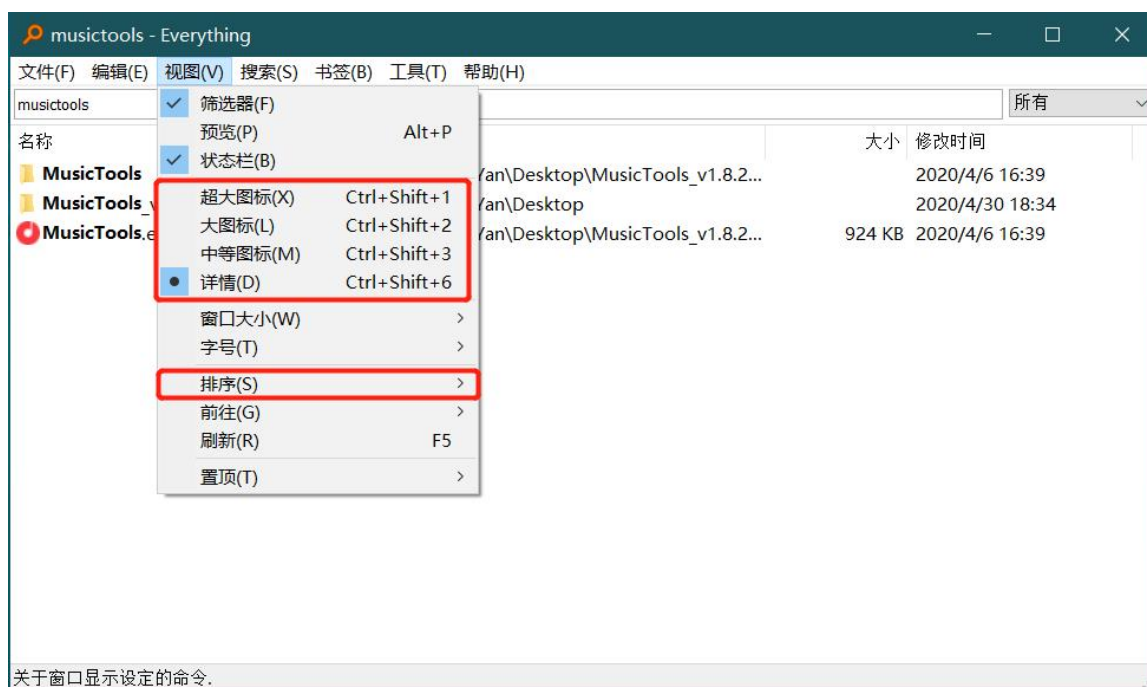 musictools - Everything
文件(F) 编辑(E) 视图(V) 搜索(S) 书签(B) 工具(T) 帮助(H)
musictools 所有
名称 大小 修改时间
MusicTools Yan\Desktop\MusicTools_v1.8.2... 2020/4/6 16:39
MusicTools_v Yan\Desktop 2020/4/30 18:34
MusicTools.e Yan\Desktop\MusicTools_v1.8.2... 924 KB 2020/4/6 16:39
筛选器(F)
预览(P) Alt+P
状态栏(B)
超大图标(X) Ctrl+Shift+1
大图标(L) Ctrl+Shift+2
中等图标(M) Ctrl+Shift+3
详情(D) Ctrl+Shift+6
窗口大小(W)
字号(T)
排序(S)
前往(G)
刷新(R) F5
置顶(T)
关于窗口显示设定的命令.